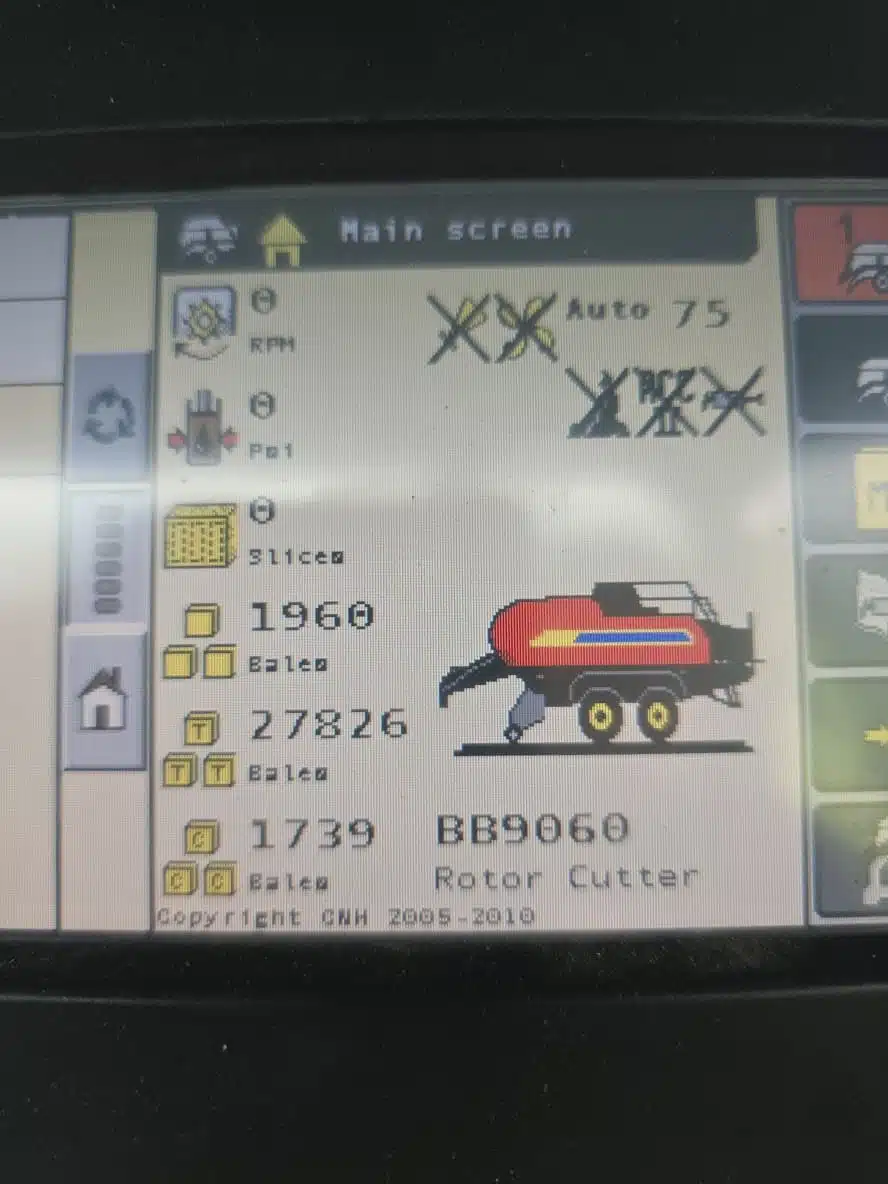 Main screen
0
RPM
Auto 75
0
Psi
0
Slices
1960
Bales
T
27826
T T
Bales
C
1739
C C
Bales
BB9060
Rotor Cutter
Copyright CNH 2005-2010
1